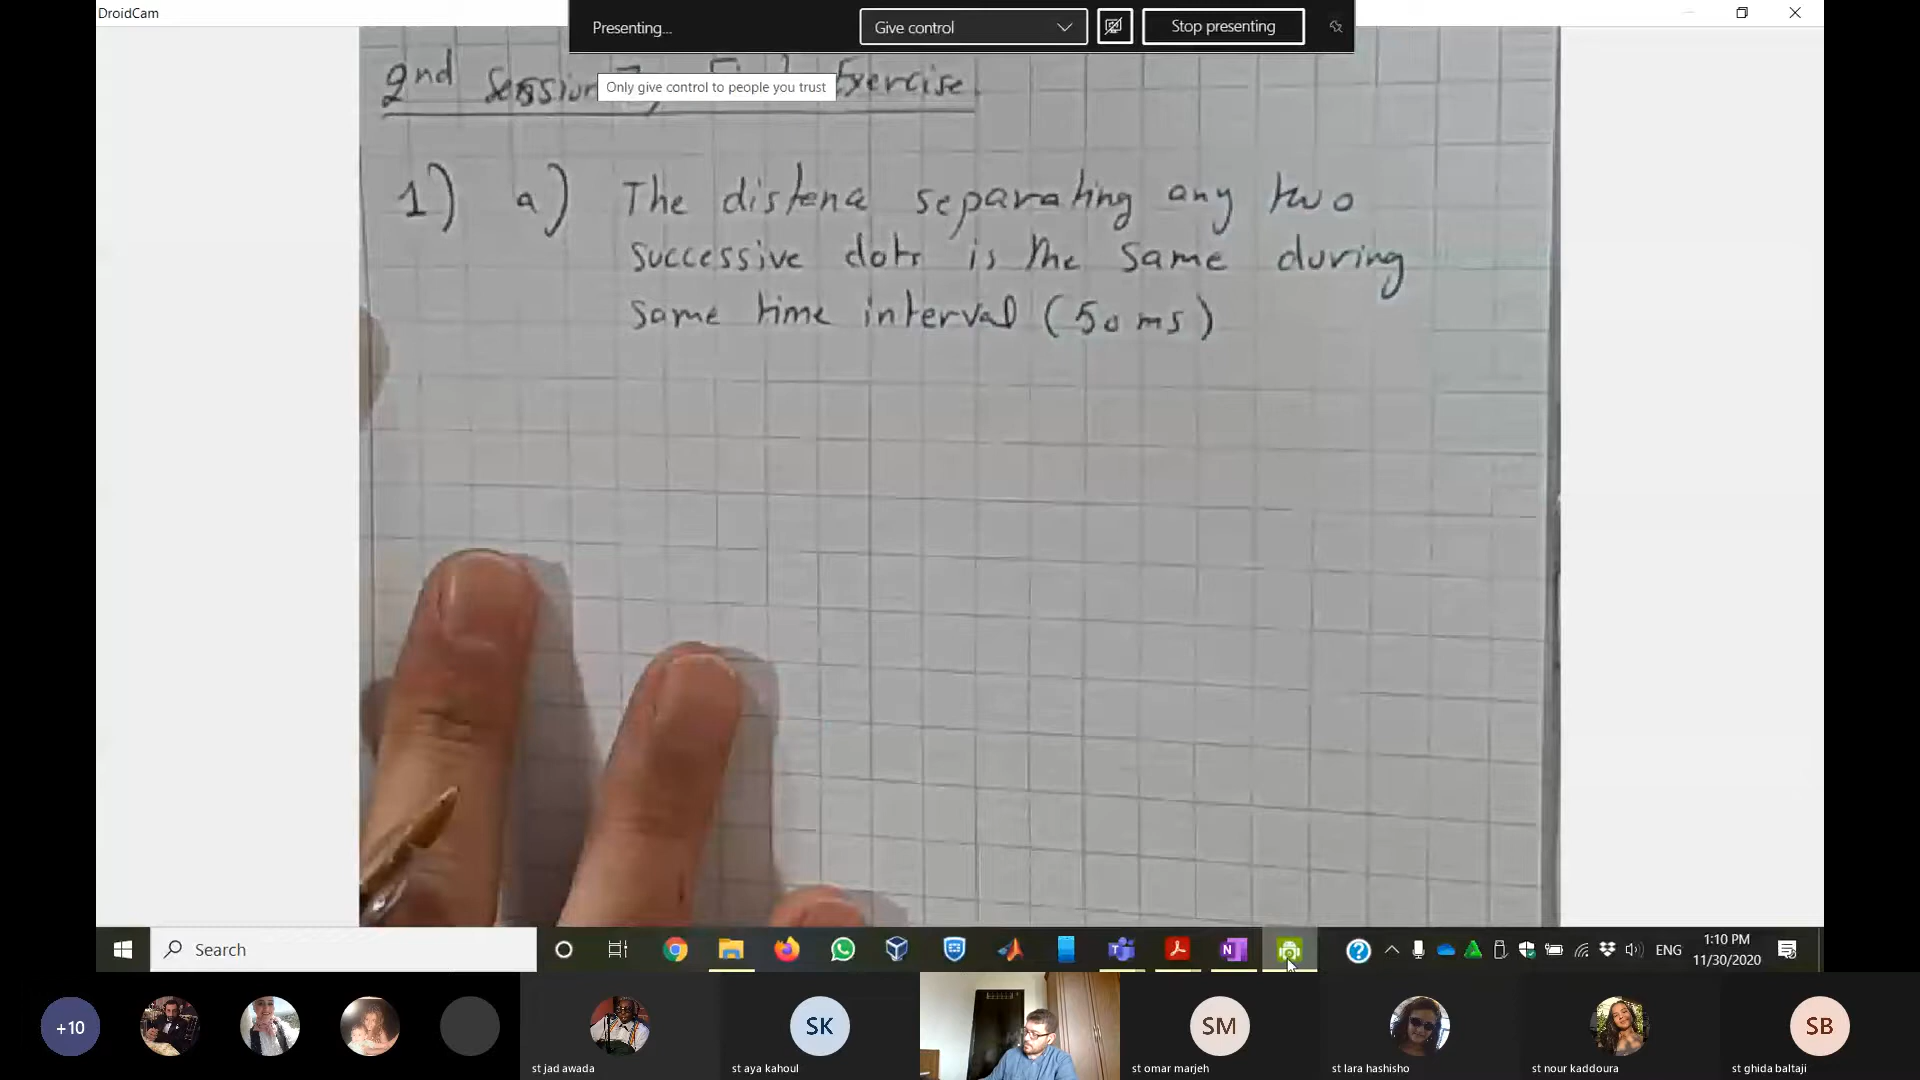 DroidCam
Presenting...
Give control
Stop presenting
Only give control to people you trust
2nd Session, Exercise
1) a) The distenc separating any two
successive dots is the same during
same time interval (50 ms)
Search
ENG
1:10 PM
11/30/2020
+10
st jad awada
SK
st aya kahoul
SM
st omar marjeh
st lara hashisho
st nour kaddoura
SB
st ghida baltaji